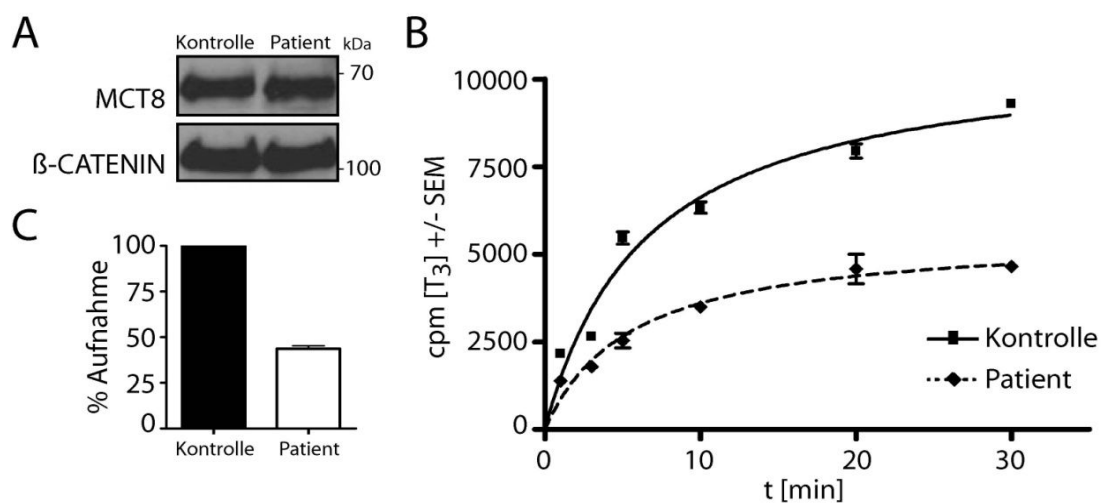 A
Kontrolle Patient kDa
MCT8
- 70
ß-CATENIN
-100
C
% Aufnahme
100
75
50
25
0
Kontrolle Patient
B
cpm [T3] +/- SEM
10000
7500
5000
2500
0
0 10 20 30
t [min]
Kontrolle
Patient